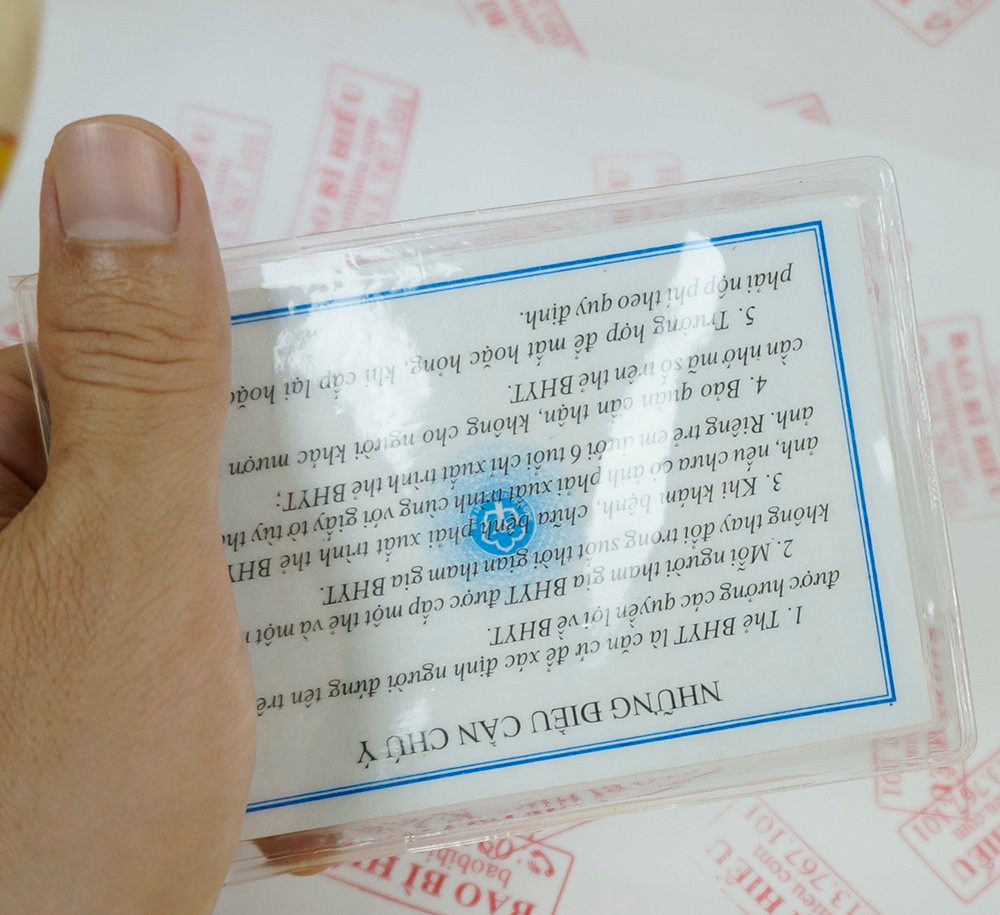 NHỮNG ĐIỀU CẦN CHÚ Ý
1. Thẻ BHYT là căn cứ để xác định người đứng tên
được hưởng các quyền lợi về BHYT.
2. Mỗi người tham gia BHYT được cấp một thẻ và một
không thay đổi trong suốt thời gian tham gia BHYT.
3. Khi khám bệnh, chữa bệnh phải xuất trình thẻ
ảnh, nếu chưa có ảnh phải xuất trình cùng với giấy tờ tùy
ảnh. Riêng trẻ em dưới 6 tuổi chỉ xuất trình thẻ BHYT;
4. Bảo quản cẩn thận, không cho người khác mượn
cần nhớ mã số trên thẻ BHYT.
5. Trường hợp để mất hoặc hỏng, khi cấp lại hoặc
phải nộp phí theo quy định.
BAO BÌ HIẾU